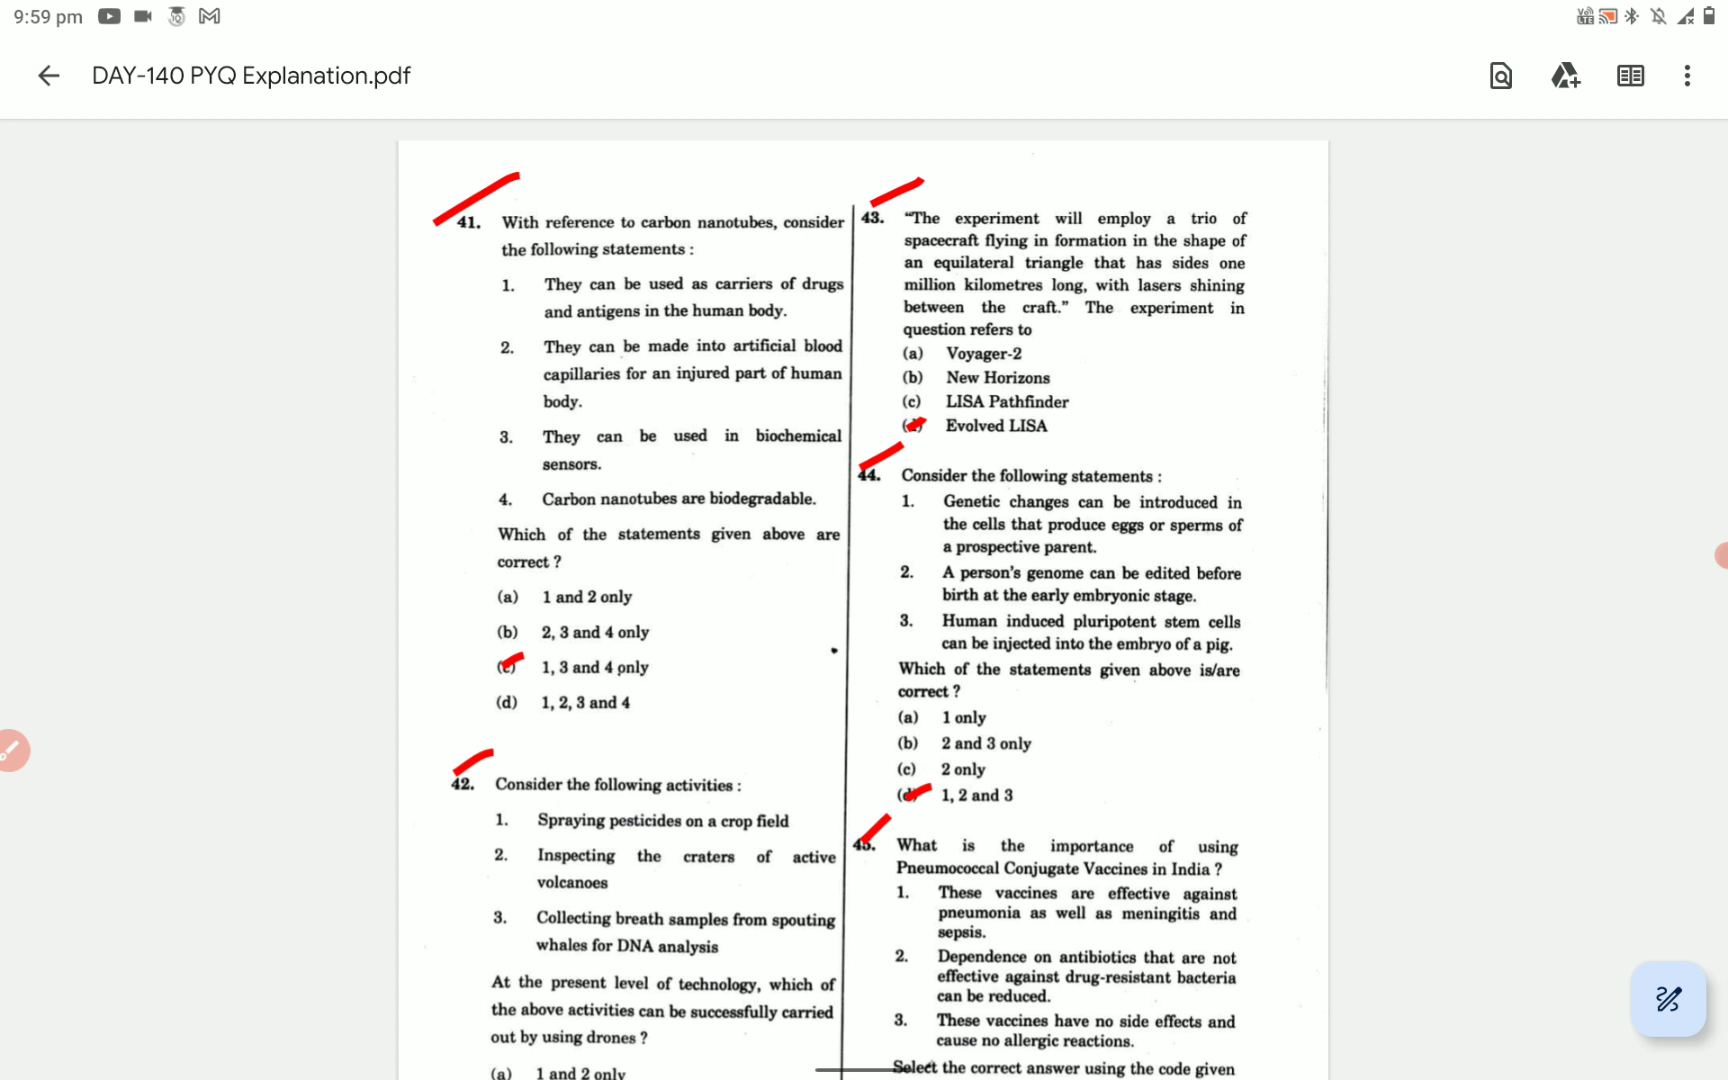 9:59 pm
DAY-140 PYQ Explanation.pdf
41. With reference to carbon nanotubes, consider
the following statements :
1. They can be used as carriers of drugs
and antigens in the human body.
2. They can be made into artificial blood
capillaries for an injured part of human
body.
3. They can be used in biochemical
sensors.
4. Carbon nanotubes are biodegradable.
Which of the statements given above are
correct ?
(a) 1 and 2 only
(b) 2, 3 and 4 only
(c) 1, 3 and 4 only
(d) 1, 2, 3 and 4
42. Consider the following activities :
1. Spraying pesticides on a crop field
2. Inspecting the craters of active
volcanoes
3. Collecting breath samples from spouting
whales for DNA analysis
At the present level of technology, which of
the above activities can be successfully carried
out by using drones ?
(a) 1 and 2 only
43. “The experiment will employ a trio of
spacecraft flying in formation in the shape of
an equilateral triangle that has sides one
million kilometres long, with lasers shining
between the craft.” The experiment in
question refers to
(a) Voyager-2
(b) New Horizons
(c) LISA Pathfinder
(d) Evolved LISA
44. Consider the following statements :
1. Genetic changes can be introduced in
the cells that produce eggs or sperms of
a prospective parent.
2. A person's genome can be edited before
birth at the early embryonic stage.
3. Human induced pluripotent stem cells
can be injected into the embryo of a pig.
Which of the statements given above is/are
correct ?
(a) 1 only
(b) 2 and 3 only
(c) 2 only
(d) 1, 2 and 3
45. What is the importance of using
Pneumococcal Conjugate Vaccines in India ?
1. These vaccines are effective against
pneumonia as well as meningitis and
sepsis.
2. Dependence on antibiotics that are not
effective against drug-resistant bacteria
can be reduced.
3. These vaccines have no side effects and
cause no allergic reactions.
Select the correct answer using the code given